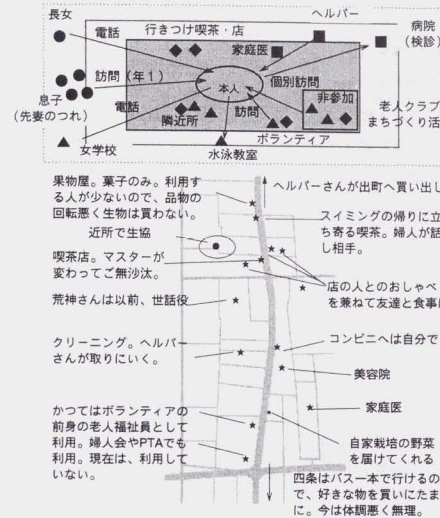 長女
ヘルパー
電話
行きつけ喫茶・店
病院
(検診)
家庭医
訪問(年1)
本人
個別訪問
息子
(先妻のつれ)
電話
隣近所
訪問
非参加
老人クラブ
まちづくり活
ボランティア
女学校
水泳教室
果物屋。菓子のみ。利用す
る人が少ないので、品物の
回転悪く生物は買わない。
ヘルパーさんが出町へ買い出し
近所で生協
スイミングの帰りに立
ち寄る喫茶。婦人が話
し相手。
喫茶店。マスターが
変わってご無沙汰。
店の人とのおしゃべ
を兼ねて友達と食事に
荒神さんは以前、世話役
クリーニング。ヘルパー
さんが取りにいく。
コンビニへは自分で
美容院
かつてはボランティアの
前身の老人福祉員として
利用。婦人会やPTAでも
利用。現在は、利用して
いない。
家庭医
自家栽培の野菜
を届けてくれる
四条はバス一本で行けるの
で、好きな物を買いにたま
に。今は体調悪く無理。